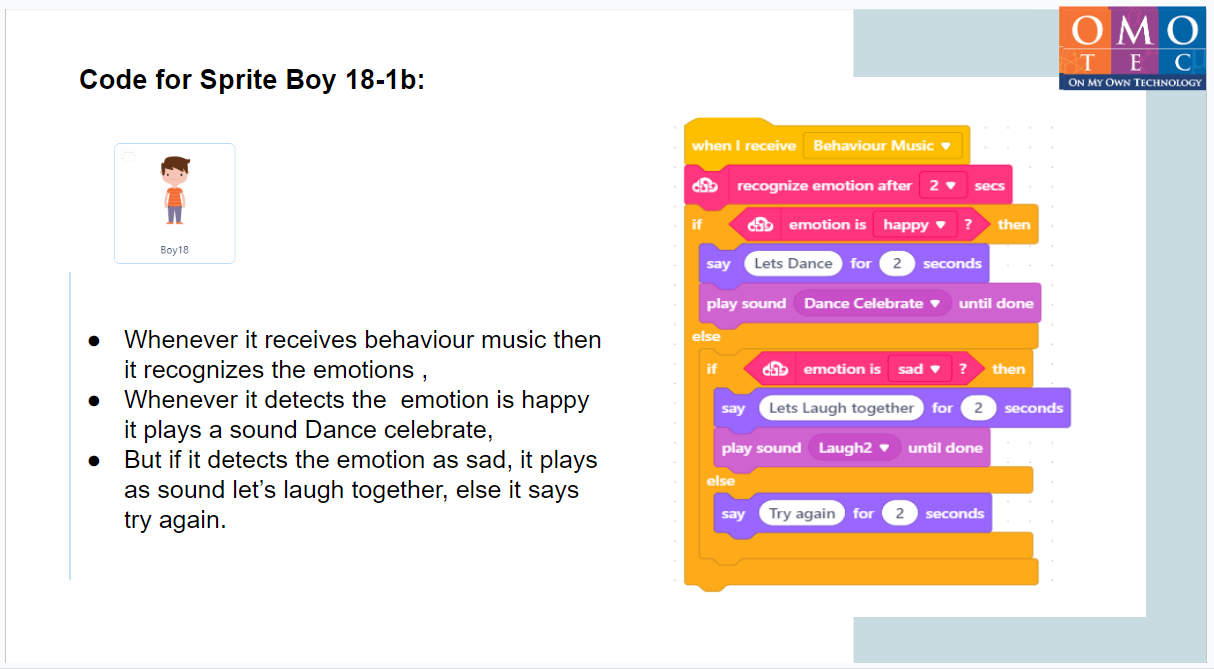 OMO
TEC
ON MY OWN TECHNOLOGY
Code for Sprite Boy 18-1b:
Boy18
● Whenever it receives behaviour music then
it recognizes the emotions ,
● Whenever it detects the  emotion is happy
it plays a sound Dance celebrate,
● But if it detects the emotion as sad, it plays
as sound let’s laugh together, else it says
try again.
when I receive Behaviour Music ▼
recognize emotion after 2 ▼ secs
if emotion is happy ▼ ? then
say Lets Dance for 2 seconds
play sound Dance Celebrate ▼ until done
else
if emotion is sad ▼ ? then
say Lets Laugh together for 2 seconds
play sound Laugh2 ▼ until done
else
say Try again for 2 seconds